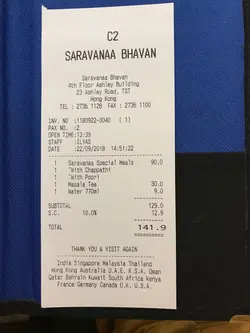 C2
SARAVANAA BHAVAN
Saravanaa Bhavan
4th Floor Ashley Building
23 Ashley Road, TST
Hong Kong
TEL : 2736 1128 FAX : 2736 1100
INV. NO :1180922-0040 ( 1)
PAX NO. :2
OPEN TIME:13:39
STAFF :ILYAS
DATE :22/09/2018 14:51:22
1 Saravanaa Special Meals 90.0
1 *With Chappathi
1 *With Poori
1 Masala Tea 30.0
1 Water 770ml 9.0
SUBTOTAL 129.0
S.C. 10.0% 12.9
TOTAL 141.9
THANK YOU & VISIT AGAIN
India Singapore Malaysia Thailand
Hong Kong Australia U.A.E. K.S.A. Oman
Qatar Bahrain Kuwait South Africa Kenya
France Germany Canada U.K. U.S.A.